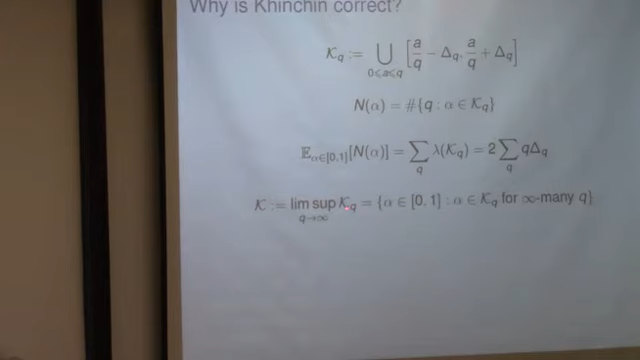 Why is Khinchin correct?
𝒦_q := ⋃_{0⩽a⩽q} [a/q − Δ_q, a/q + Δ_q]
N(α) = #{q : α ∈ 𝒦_q}
𝔼_{α∈[0,1]}[N(α)] = ∑_q λ(𝒦_q) = 2 ∑_q qΔ_q
𝒦 := lim sup_{q→∞} 𝒦_q = {α ∈ [0, 1] : α ∈ 𝒦_q for ∞-many q}